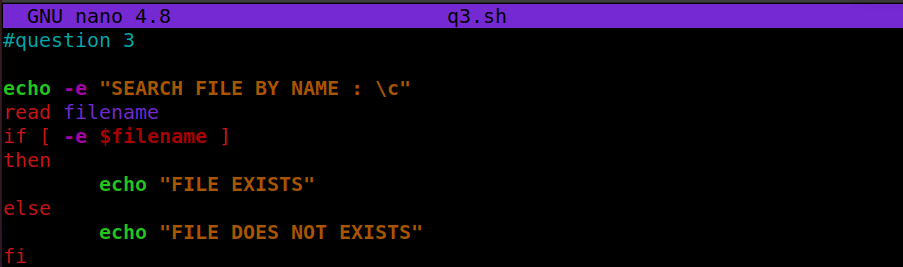 GNU nano 4.8 q3.sh
#question 3
echo -e "SEARCH FILE BY NAME : \c"
read filename
if [ -e $filename ]
then
echo "FILE EXISTS"
else
echo "FILE DOES NOT EXISTS"
fi